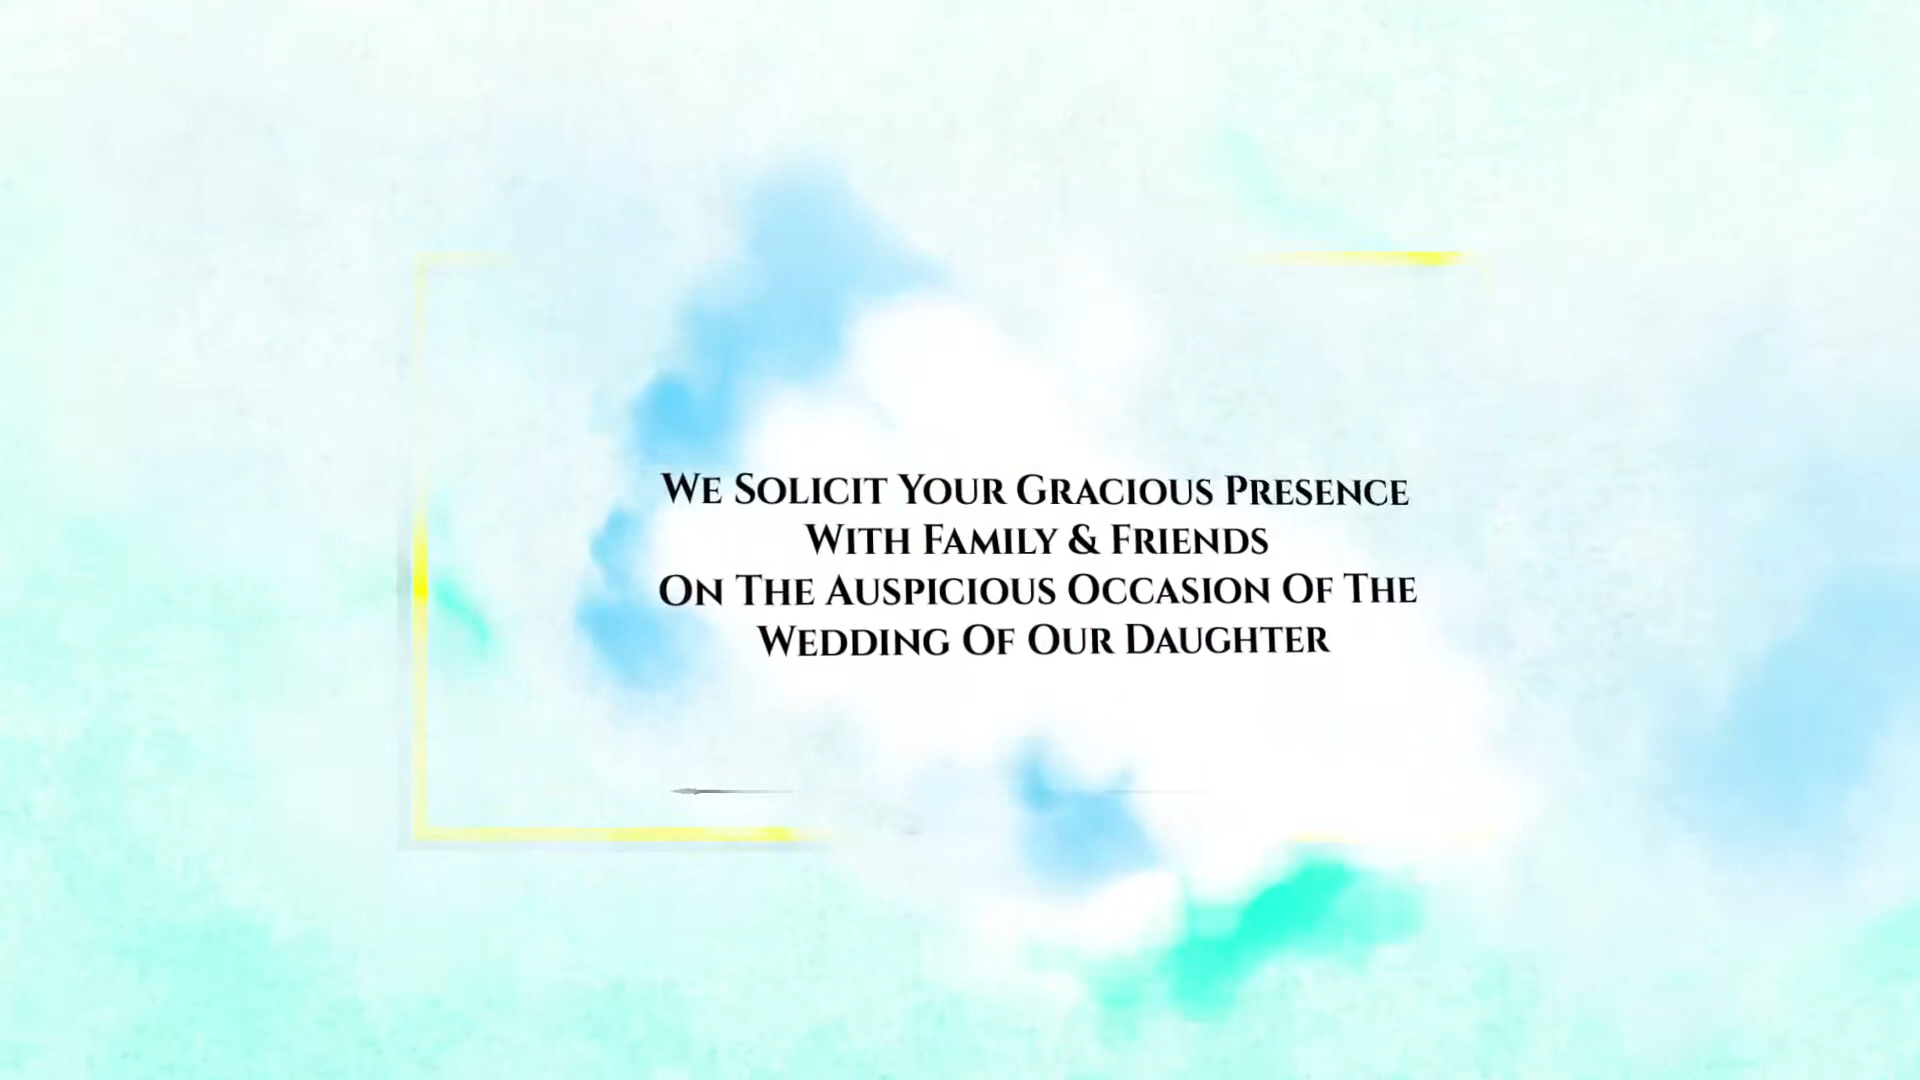 We Solicit Your Gracious Presence
With Family & Friends
On The Auspicious Occasion Of The
Wedding Of Our Daughter